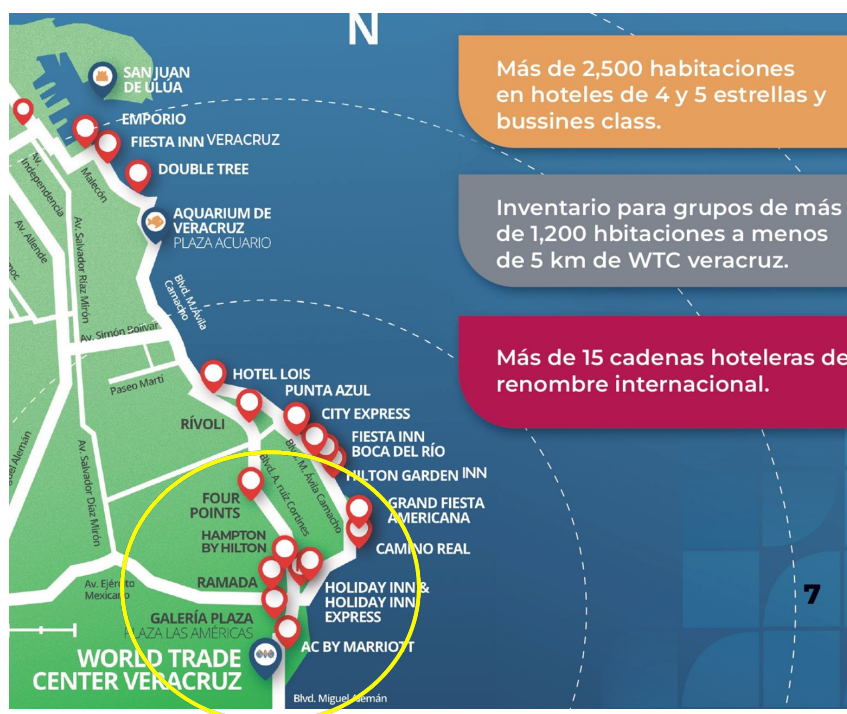 N
SAN JUAN
DE ULÚA
EMPORIO
FIESTA INN VERACRUZ
DOUBLE TREE
Av. Independencia
Malecón
Av. Allende
Av. Salvador Ríaz Mirón
AQUARIUM DE
VERACRUZ
PLAZA ACUARIO
Blvd. M.Ávila
Camacho
Av. Simón Bolívar
Paseo Martí
HOTEL LOIS
PUNTA AZUL
RÍVOLI
CITY EXPRESS
FIESTA INN
BOCA DEL RÍO
HILTON GARDEN INN
Blvd. M. Ávila Camacho
Blvd. A. ruíz Cortines
Av. Salvador Díaz Mirón
FOUR
POINTS
GRAND FIESTA
AMERICANA
HAMPTON
BY HILTON
CAMINO REAL
RAMADA
Av. Ejército
Mexicano
HOLIDAY INN &
HOLIDAY INN
EXPRESS
GALERÍA PLAZA
PLAZA LAS AMÉRICAS
AC BY MARRIOTT
WORLD TRADE
CENTER VERACRUZ
Blvd. Miguel Alemán
Más de 2,500 habitaciones
en hoteles de 4 y 5 estrellas y
bussines class.
Inventario para grupos de más
de 1,200 hbitaciones a menos
de 5 km de WTC veracruz.
Más de 15 cadenas hoteleras de
renombre internacional.
7